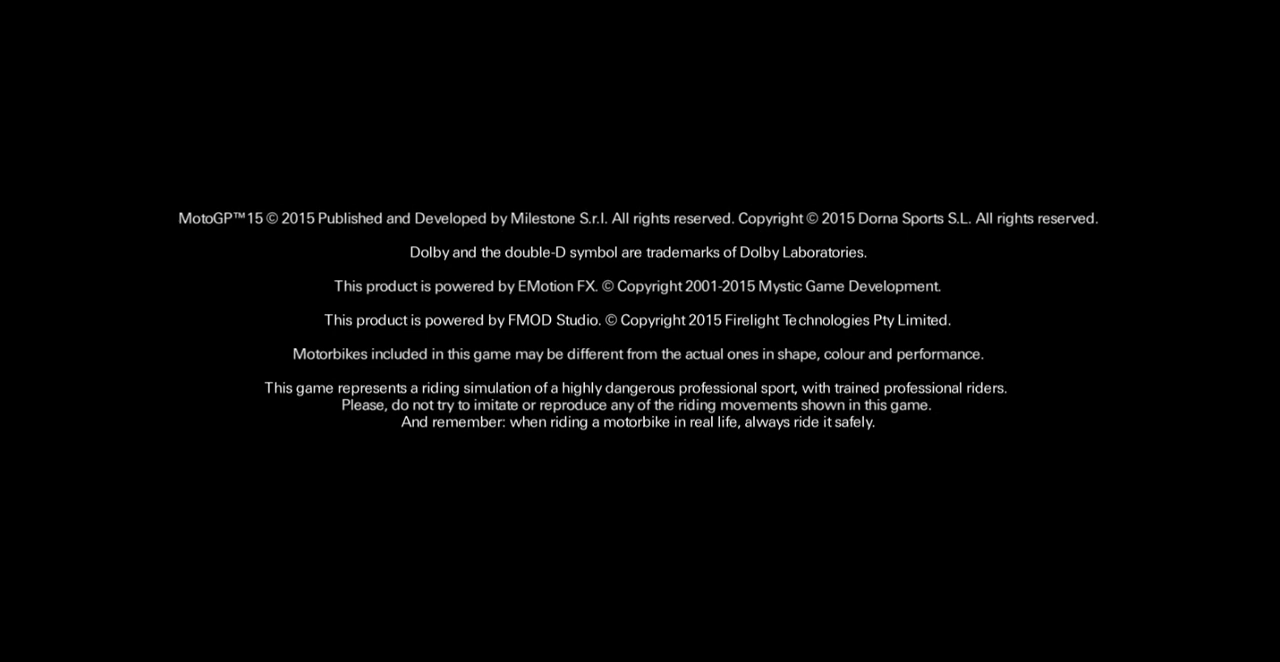 MotoGP™15 © 2015 Published and Developed by Milestone S.r.l. All rights reserved. Copyright © 2015 Dorna Sports S.L. All rights reserved.
Dolby and the double-D symbol are trademarks of Dolby Laboratories.
This product is powered by EMotion FX. © Copyright 2001-2015 Mystic Game Development.
This product is powered by FMOD Studio. © Copyright 2015 Firelight Technologies Pty Limited.
Motorbikes included in this game may be different from the actual ones in shape, colour and performance.
This game represents a riding simulation of a highly dangerous professional sport, with trained professional riders.
Please, do not try to imitate or reproduce any of the riding movements shown in this game.
And remember: when riding a motorbike in real life, always ride it safely.